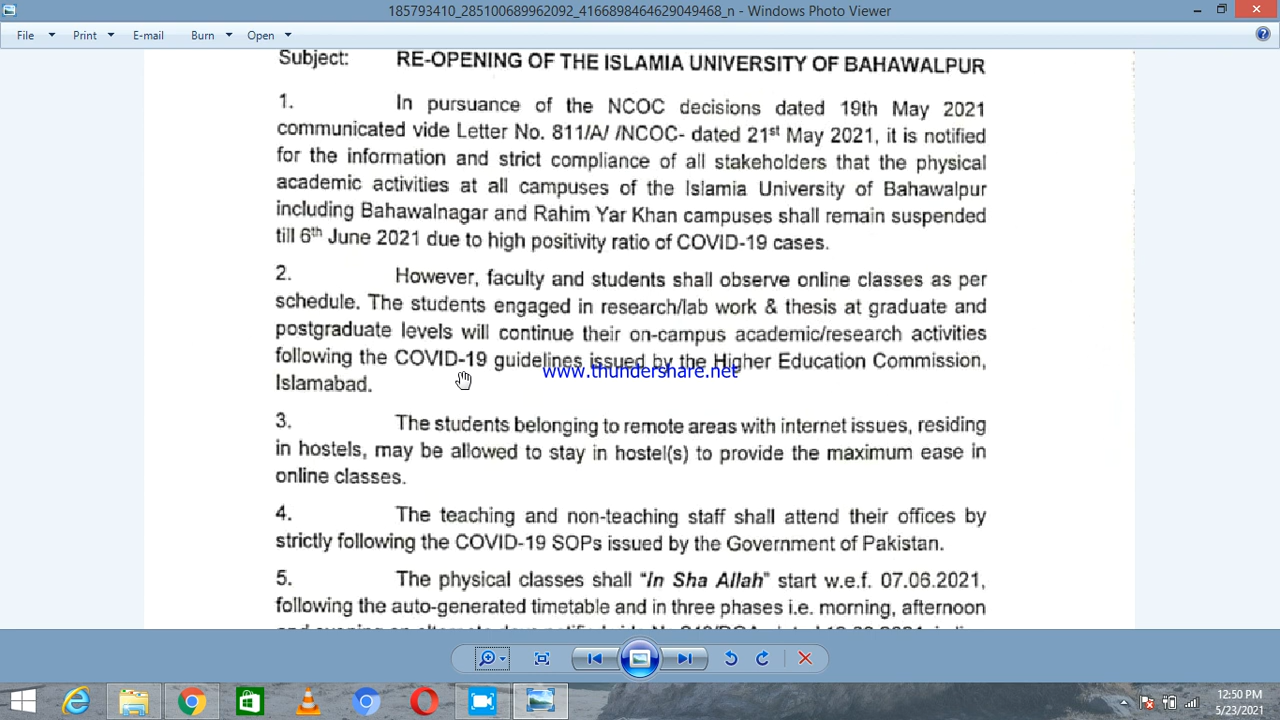 185793410_285100689962092_4166898464629049468_n - Windows Photo Viewer
File Print E-mail Burn Open
Subject: RE-OPENING OF THE ISLAMIA UNIVERSITY OF BAHAWALPUR
1. In pursuance of the NCOC decisions dated 19th May 2021
communicated vide Letter No. 811/A/ /NCOC- dated 21st May 2021, it is notified
for the information and strict compliance of all stakeholders that the physical
academic activities at all campuses of the Islamia University of Bahawalpur
including Bahawalnagar and Rahim Yar Khan campuses shall remain suspended
till 6th June 2021 due to high positivity ratio of COVID-19 cases.
2. However, faculty and students shall observe online classes as per
schedule. The students engaged in research/lab work & thesis at graduate and
postgraduate levels will continue their on-campus academic/research activities
following the COVID-19 guidelines issued by the Higher Education Commission,
www.thundershare.net
Islamabad.
3. The students belonging to remote areas with internet issues, residing
in hostels, may be allowed to stay in hostel(s) to provide the maximum ease in
online classes.
4. The teaching and non-teaching staff shall attend their offices by
strictly following the COVID-19 SOPs issued by the Government of Pakistan.
5. The physical classes shall "In Sha Allah" start w.e.f. 07.06.2021,
following the auto-generated timetable and in three phases i.e. morning, afternoon
12:50 PM
5/23/2021